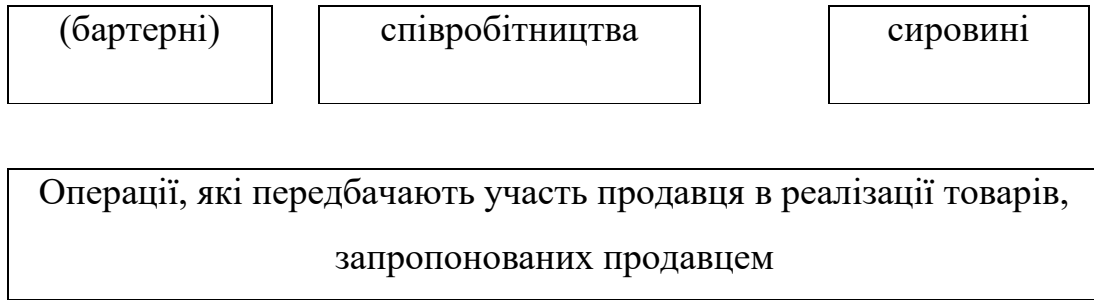 (бартерні)
співробітництва
сировині
Операції, які передбачають участь продавця в реалізації товарів,
запропонованих продавцем